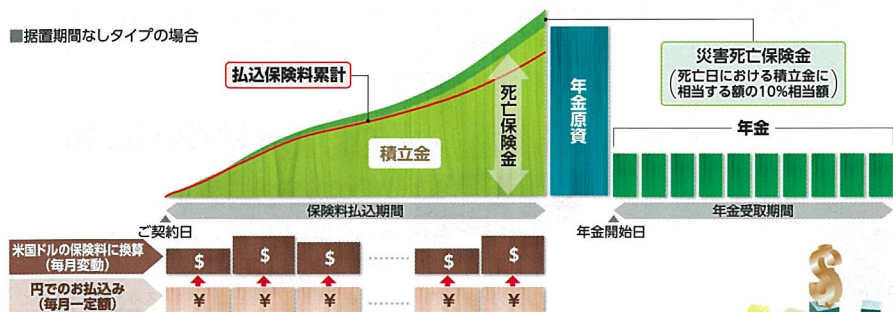 ■据置期間なしタイプの場合
払込保険料累計
積立金
死亡保険金
年金原資
災害死亡保険金
(死亡日における積立金に
相当する額の10%相当額)
年金
保険料払込期間
年金受取期間
ご契約日
年金開始日
米国ドルの保険料に換算
(毎月変動)
$ $ $ ……… $ $
円でのお払込み
(毎月一定額)
¥ ¥ ¥ ……… ¥ ¥
$